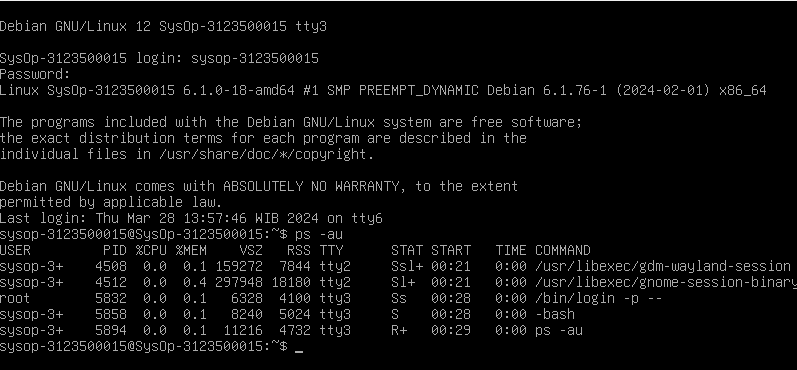 Debian GNU/Linux 12 SysOp-3123500015 tty3
SysOp-3123500015 login: sysop-3123500015
Password:
Linux SysOp-3123500015 6.1.0-18-amd64 #1 SMP PREEMPT_DYNAMIC Debian 6.1.76-1 (2024-02-01) x86_64
The programs included with the Debian GNU/Linux system are free software;
the exact distribution terms for each program are described in the
individual files in /usr/share/doc/*/copyright.
Debian GNU/Linux comes with ABSOLUTELY NO WARRANTY, to the extent
permitted by applicable law.
Last login: Thu Mar 28 13:57:46 WIB 2024 on tty6
sysop-3123500015@SysOp-3123500015:~$ ps -au
USER         PID %CPU %MEM    VSZ   RSS TTY      STAT START   TIME COMMAND
sysop-3+    4508  0.0  0.1 159272  7844 tty2     Ssl+ 00:21   0:00 /usr/libexec/gdm-wayland-session
sysop-3+    4512  0.0  0.4 297948 18180 tty2     Sl+  00:21   0:00 /usr/libexec/gnome-session-binary
root        5832  0.0  0.1   6328  4100 tty3     Ss   00:28   0:00 /bin/login -p --
sysop-3+    5858  0.0  0.1   8240  5024 tty3     S    00:28   0:00 -bash
sysop-3+    5894  0.0  0.1  11216  4732 tty3     R+   00:29   0:00 ps -au
sysop-3123500015@SysOp-3123500015:~$ _